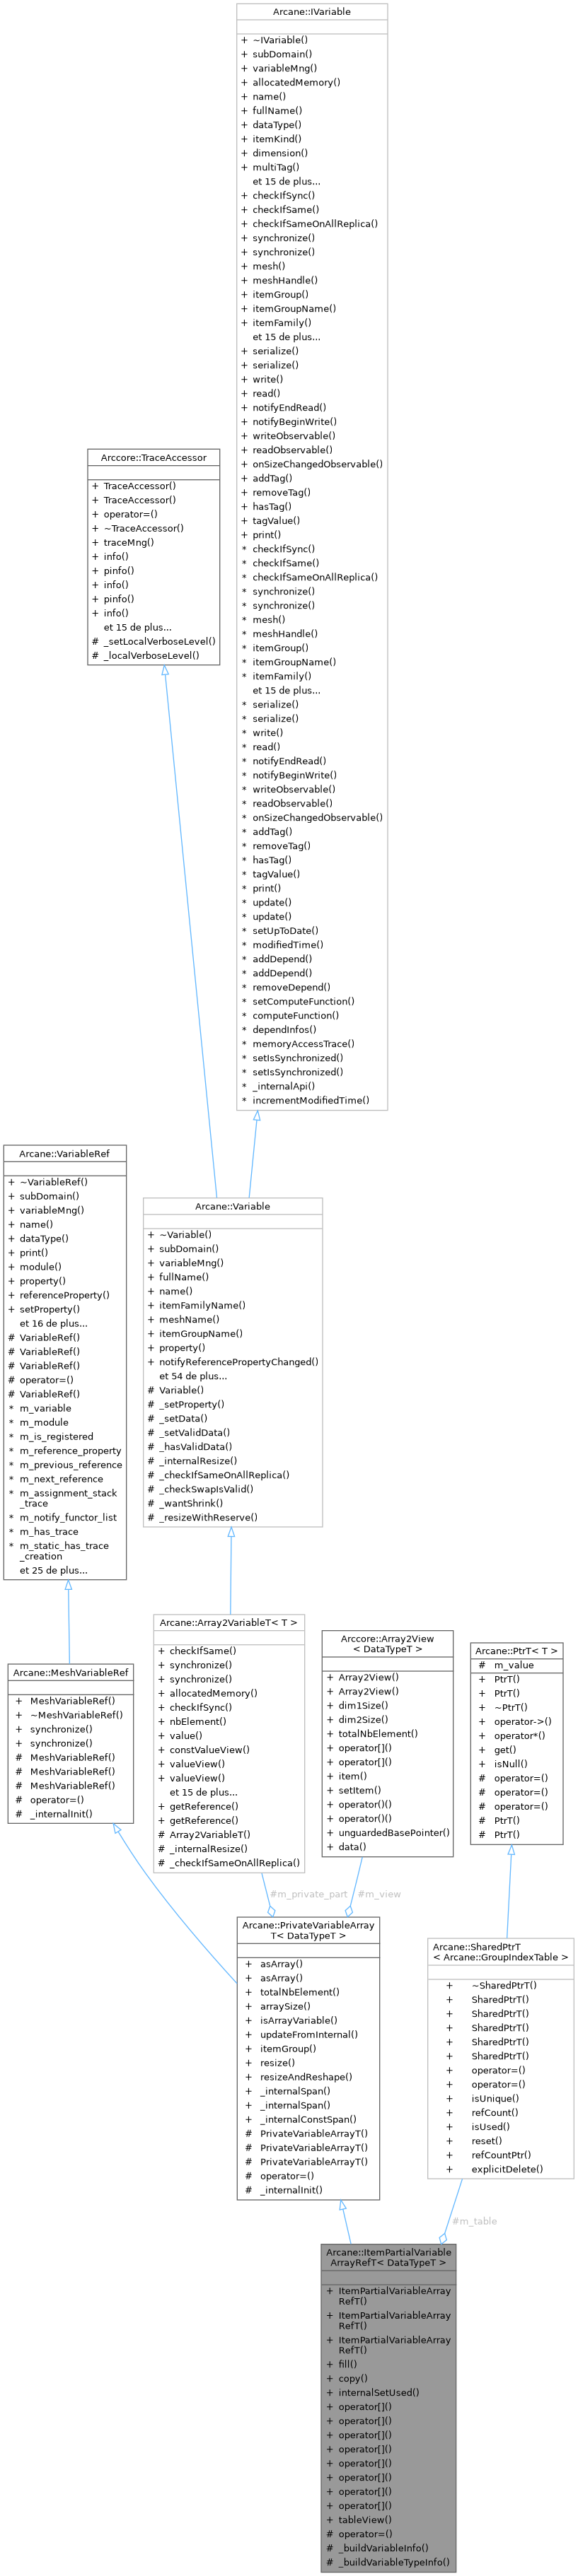 Arcane::IVariable
+ ~IVariable()
+ subDomain()
+ variableMng()
+ allocatedMemory()
+ name()
+ fullName()
+ dataType()
+ itemKind()
+ dimension()
+ multiTag()
et 15 de plus...
+ checkIfSync()
+ checkIfSame()
+ checkIfSameOnAllReplica()
+ synchronize()
+ synchronize()
+ mesh()
+ meshHandle()
+ itemGroup()
+ itemGroupName()
+ itemFamily()
et 15 de plus...
+ serialize()
+ serialize()
+ write()
+ read()
+ notifyEndRead()
+ notifyBeginWrite()
+ writeObservable()
+ readObservable()
+ onSizeChangedObservable()
+ addTag()
+ removeTag()
+ hasTag()
+ tagValue()
+ print()
* checkIfSync()
* checkIfSame()
* checkIfSameOnAllReplica()
* synchronize()
* synchronize()
* mesh()
* meshHandle()
* itemGroup()
* itemGroupName()
* itemFamily()
et 15 de plus...
* serialize()
* serialize()
* write()
* read()
* notifyEndRead()
* notifyBeginWrite()
* writeObservable()
* readObservable()
* onSizeChangedObservable()
* addTag()
* removeTag()
* hasTag()
* tagValue()
* print()
* update()
* update()
* setUpToDate()
* modifiedTime()
* addDepend()
* addDepend()
* removeDepend()
* setComputeFunction()
* computeFunction()
* dependInfos()
* memoryAccessTrace()
* setIsSynchronized()
* setIsSynchronized()
* _internalApi()
* incrementModifiedTime()
Arccore::TraceAccessor
+ TraceAccessor()
+ TraceAccessor()
+ operator=()
+ ~TraceAccessor()
+ traceMng()
+ info()
+ pinfo()
+ info()
+ pinfo()
+ info()
et 15 de plus...
# _setLocalVerboseLevel()
# _localVerboseLevel()
Arcane::VariableRef
+ ~VariableRef()
+ subDomain()
+ variableMng()
+ name()
+ dataType()
+ print()
+ module()
+ property()
+ referenceProperty()
+ setProperty()
et 16 de plus...
# VariableRef()
# VariableRef()
# VariableRef()
# operator=()
# VariableRef()
* m_variable
* m_module
* m_is_registered
* m_reference_property
* m_previous_reference
* m_next_reference
* m_assignment_stack
_trace
* m_notify_functor_list
* m_has_trace
* m_static_has_trace
_creation
et 25 de plus...
Arcane::Variable
+ ~Variable()
+ subDomain()
+ variableMng()
+ fullName()
+ name()
+ itemFamilyName()
+ meshName()
+ itemGroupName()
+ property()
+ notifyReferencePropertyChanged()
et 54 de plus...
# Variable()
# _setProperty()
# _setData()
# _setValidData()
# _hasValidData()
# _internalResize()
# _checkIfSameOnAllReplica()
# _checkSwapIsValid()
# _wantShrink()
# _resizeWithReserve()
Arcane::MeshVariableRef
+ MeshVariableRef()
+ ~MeshVariableRef()
+ synchronize()
+ synchronize()
# MeshVariableRef()
# MeshVariableRef()
# MeshVariableRef()
# operator=()
# _internalInit()
Arcane::Array2VariableT< T >
+ checkIfSame()
+ synchronize()
+ synchronize()
+ allocatedMemory()
+ checkIfSync()
+ nbElement()
+ value()
+ constValueView()
+ valueView()
+ valueView()
et 15 de plus...
+ getReference()
+ getReference()
# Array2VariableT()
# _internalResize()
# _checkIfSameOnAllReplica()
Arccore::Array2View
< DataTypeT >
+ Array2View()
+ Array2View()
+ dim1Size()
+ dim2Size()
+ totalNbElement()
+ operator[]()
+ operator[]()
+ item()
+ setItem()
+ operator()()
+ operator()()
+ unguardedBasePointer()
+ data()
Arcane::PtrT< T >
# m_value
+ PtrT()
+ PtrT()
+ ~PtrT()
+ operator->()
+ operator*()
+ get()
+ isNull()
# operator=()
# operator=()
# operator=()
# PtrT()
# PtrT()
#m_private_part
#m_view
Arcane::PrivateVariableArray
T< DataTypeT >
+ asArray()
+ asArray()
+ totalNbElement()
+ arraySize()
+ isArrayVariable()
+ updateFromInternal()
+ itemGroup()
+ resize()
+ resizeAndReshape()
+ _internalSpan()
+ _internalSpan()
+ _internalConstSpan()
# PrivateVariableArrayT()
# PrivateVariableArrayT()
# PrivateVariableArrayT()
# operator=()
# _internalInit()
Arcane::SharedPtrT
< Arcane::GroupIndexTable >
+ ~SharedPtrT()
+ SharedPtrT()
+ SharedPtrT()
+ SharedPtrT()
+ SharedPtrT()
+ SharedPtrT()
+ operator=()
+ operator=()
+ isUnique()
+ refCount()
+ isUsed()
+ reset()
+ refCountPtr()
+ explicitDelete()
#m_table
Arcane::ItemPartialVariable
ArrayRefT< DataTypeT >
+ ItemPartialVariableArray
RefT()
+ ItemPartialVariableArray
RefT()
+ ItemPartialVariableArray
RefT()
+ fill()
+ copy()
+ internalSetUsed()
+ operator[]()
+ operator[]()
+ operator[]()
+ operator[]()
+ operator[]()
+ operator[]()
+ operator[]()
+ operator[]()
+ tableView()
# operator=()
# _buildVariableInfo()
# _buildVariableTypeInfo()